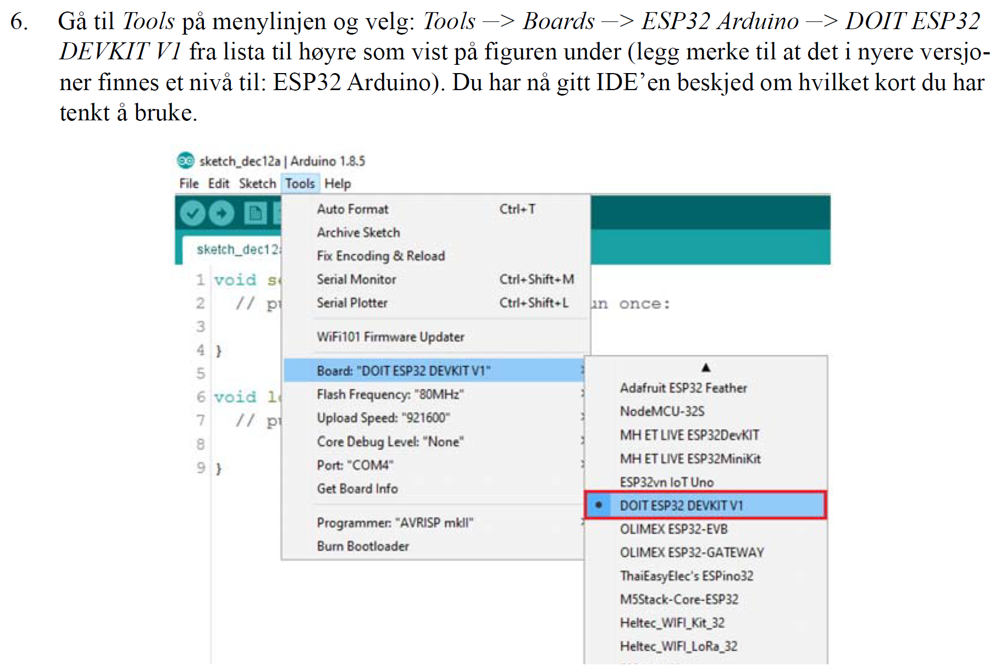 6. Gå til Tools på menylinjen og velg: Tools —> Boards —> ESP32 Arduino —> DOIT ESP32
DEVKIT V1 fra lista til høyre som vist på figuren under (legg merke til at det i nyere versjo-
ner finnes et nivå til: ESP32 Arduino). Du har nå gitt IDE’en beskjed om hvilket kort du har
tenkt å bruke.
sketch_dec12a | Arduino 1.8.5
File Edit Sketch Tools Help
Auto Format Ctrl+T
Archive Sketch
sketch_dec12
Fix Encoding & Reload
1 void se
Serial Monitor Ctrl+Shift+M
2 // pu
Serial Plotter Ctrl+Shift+L
un once:
3
WiFi101 Firmware Updater
4 }
5
Board: "DOIT ESP32 DEVKIT V1"
6 void lo
Flash Frequency: "80MHz"
7 // pu
Upload Speed: "921600"
8
Core Debug Level: "None"
9 }
Port: "COM4"
Get Board Info
Programmer: "AVRISP mkII"
Burn Bootloader
Adafruit ESP32 Feather
NodeMCU-32S
MH ET LIVE ESP32DevKIT
MH ET LIVE ESP32MiniKit
ESP32vn IoT Uno
DOIT ESP32 DEVKIT V1
OLIMEX ESP32-EVB
OLIMEX ESP32-GATEWAY
ThaiEasyElec's ESPino32
M5Stack-Core-ESP32
Heltec_WIFI_Kit_32
Heltec_WIFI_LoRa_32